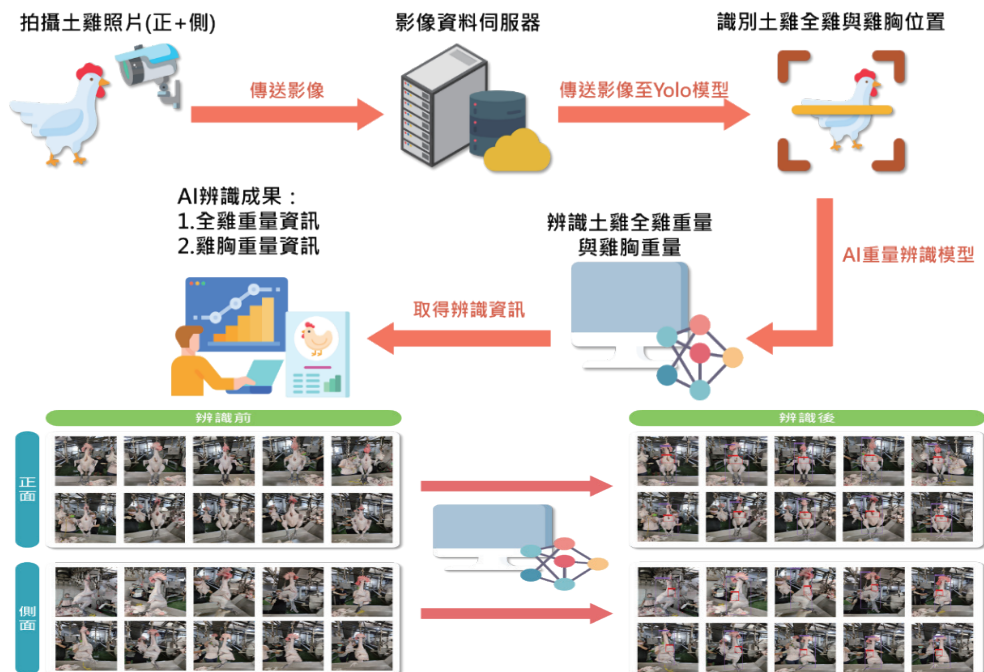 拍攝土雞照片(正+側)
影像資料伺服器
識別土雞全雞與雞胸位置
傳送影像
傳送影像至Yolo模型
AI辨識成果：
1.全雞重量資訊
2.雞胸重量資訊
辨識土雞全雞重量
與雞胸重量
AI重量辨識模型
取得辨識資訊
辨識前
辨識後
正面
側面